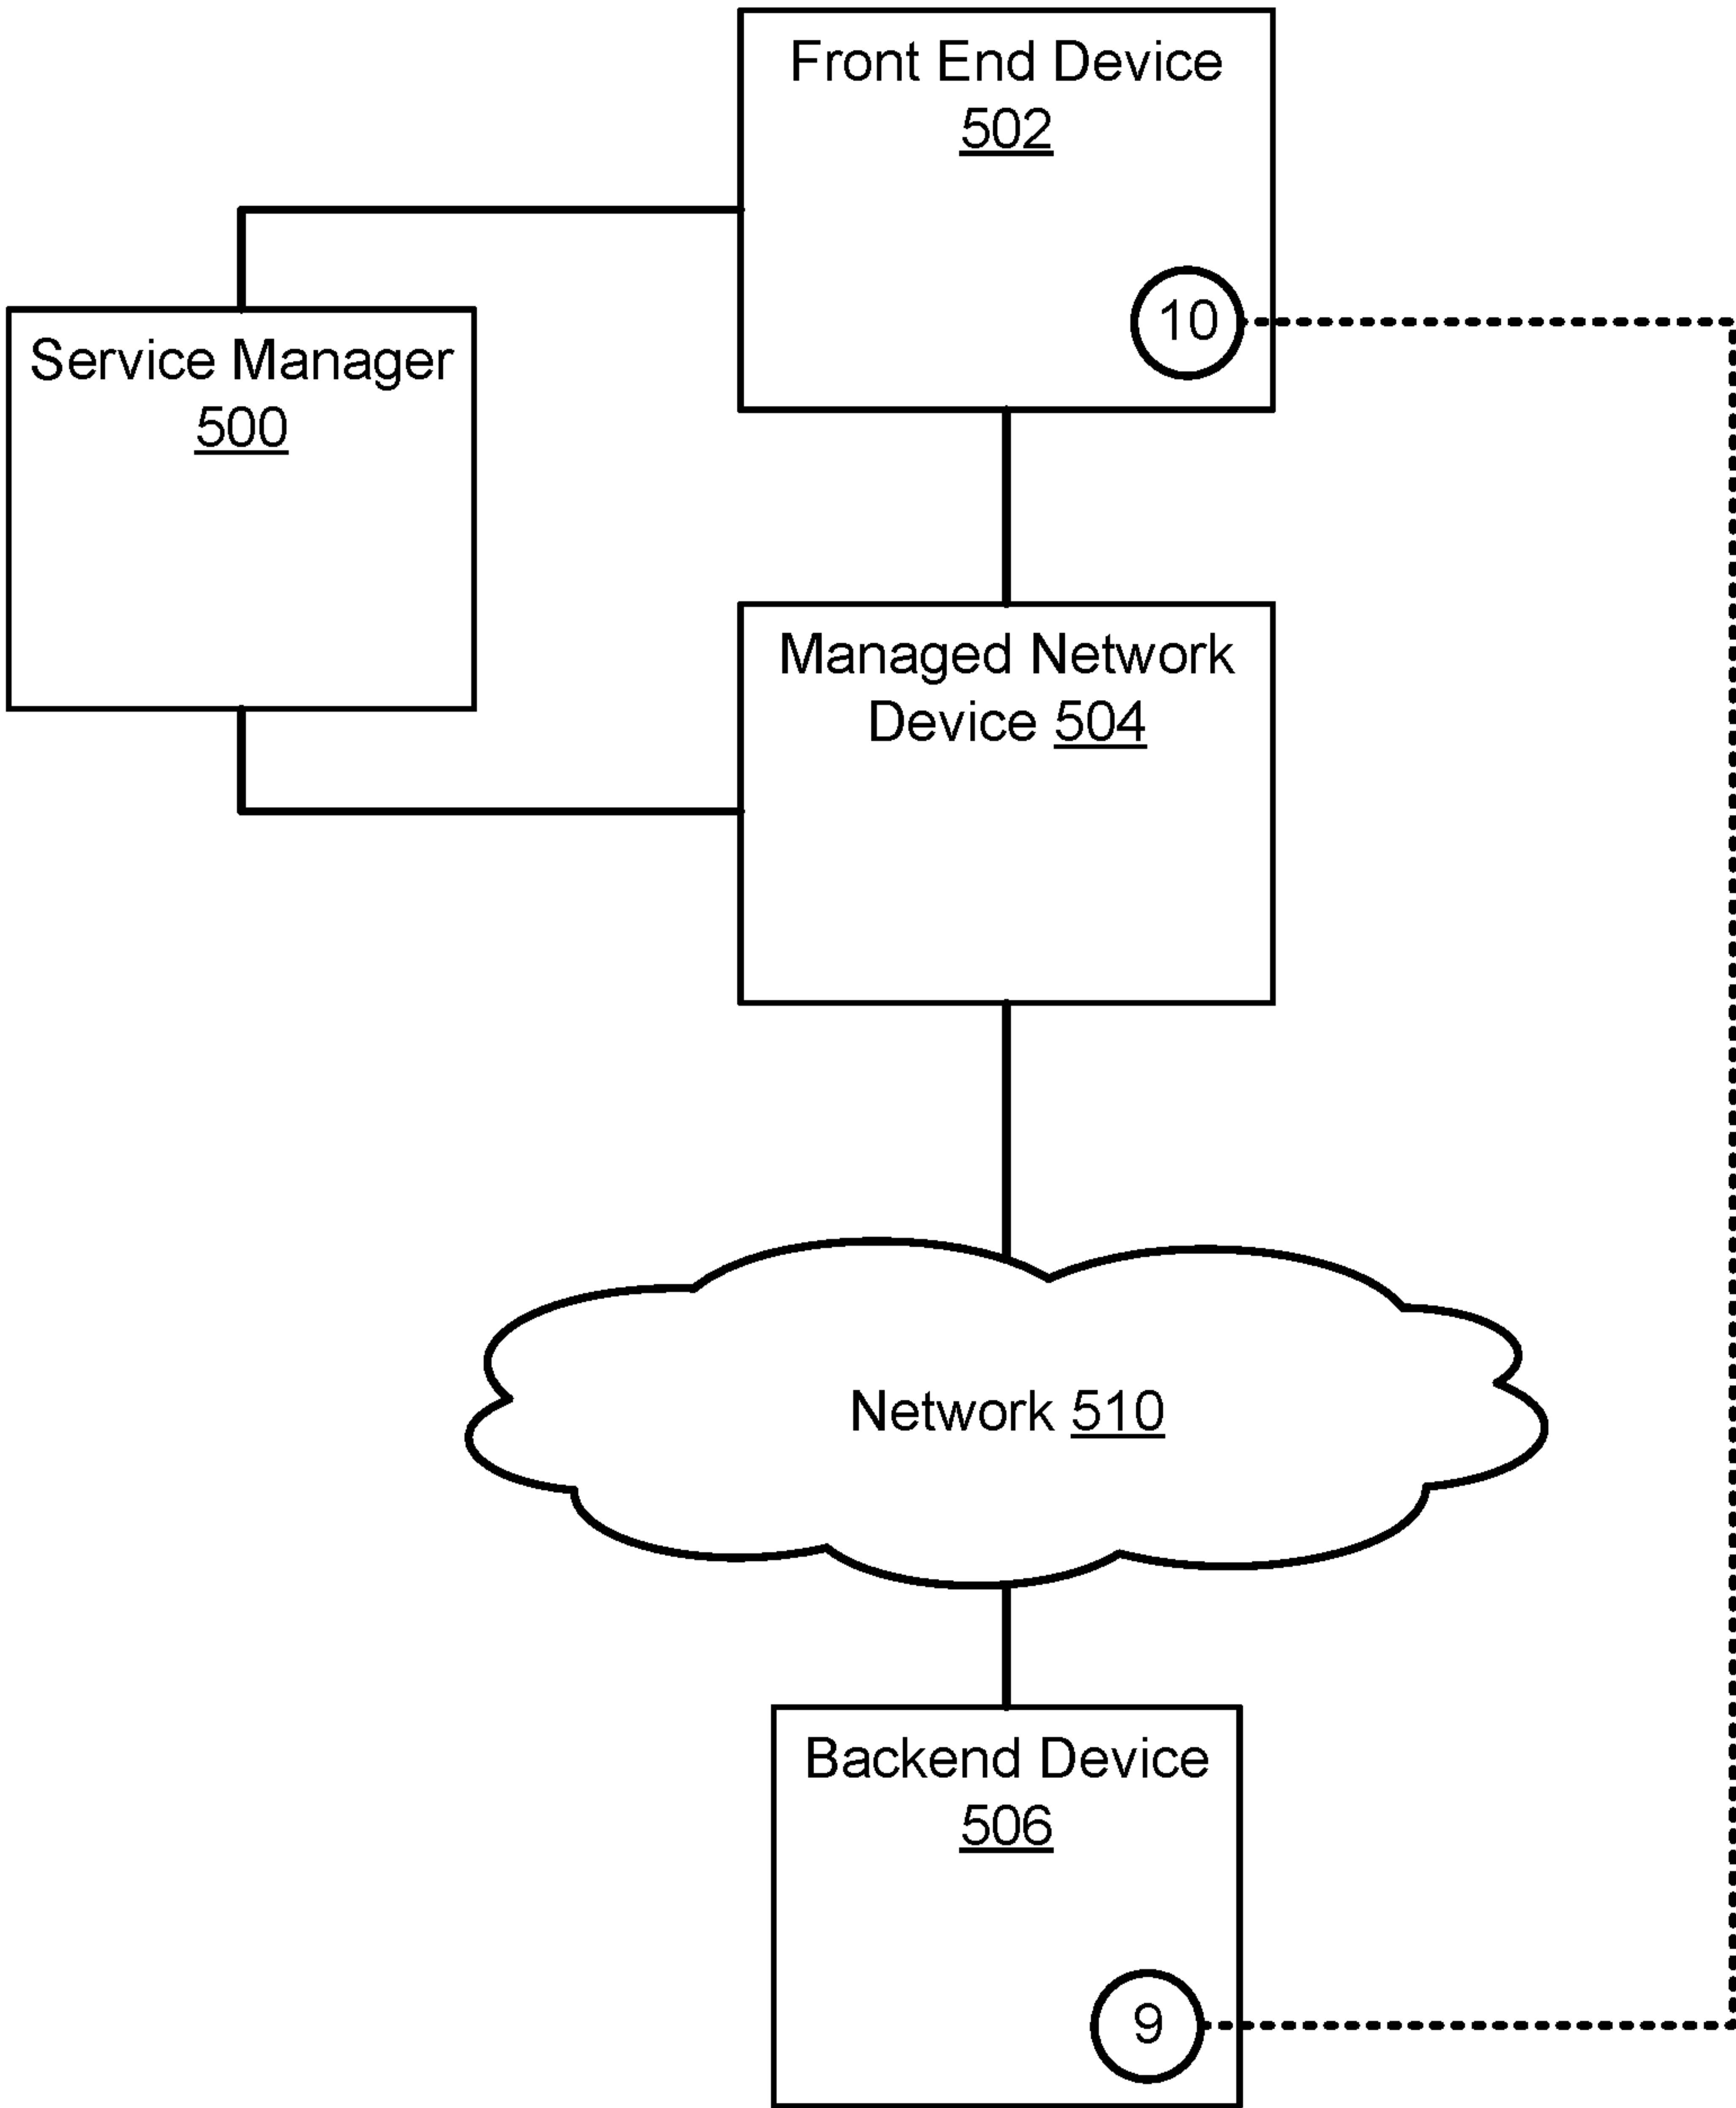 Front End Device
502
10
Service Manager
500
Managed Network
Device 504
Network 510
Backend Device
506
9